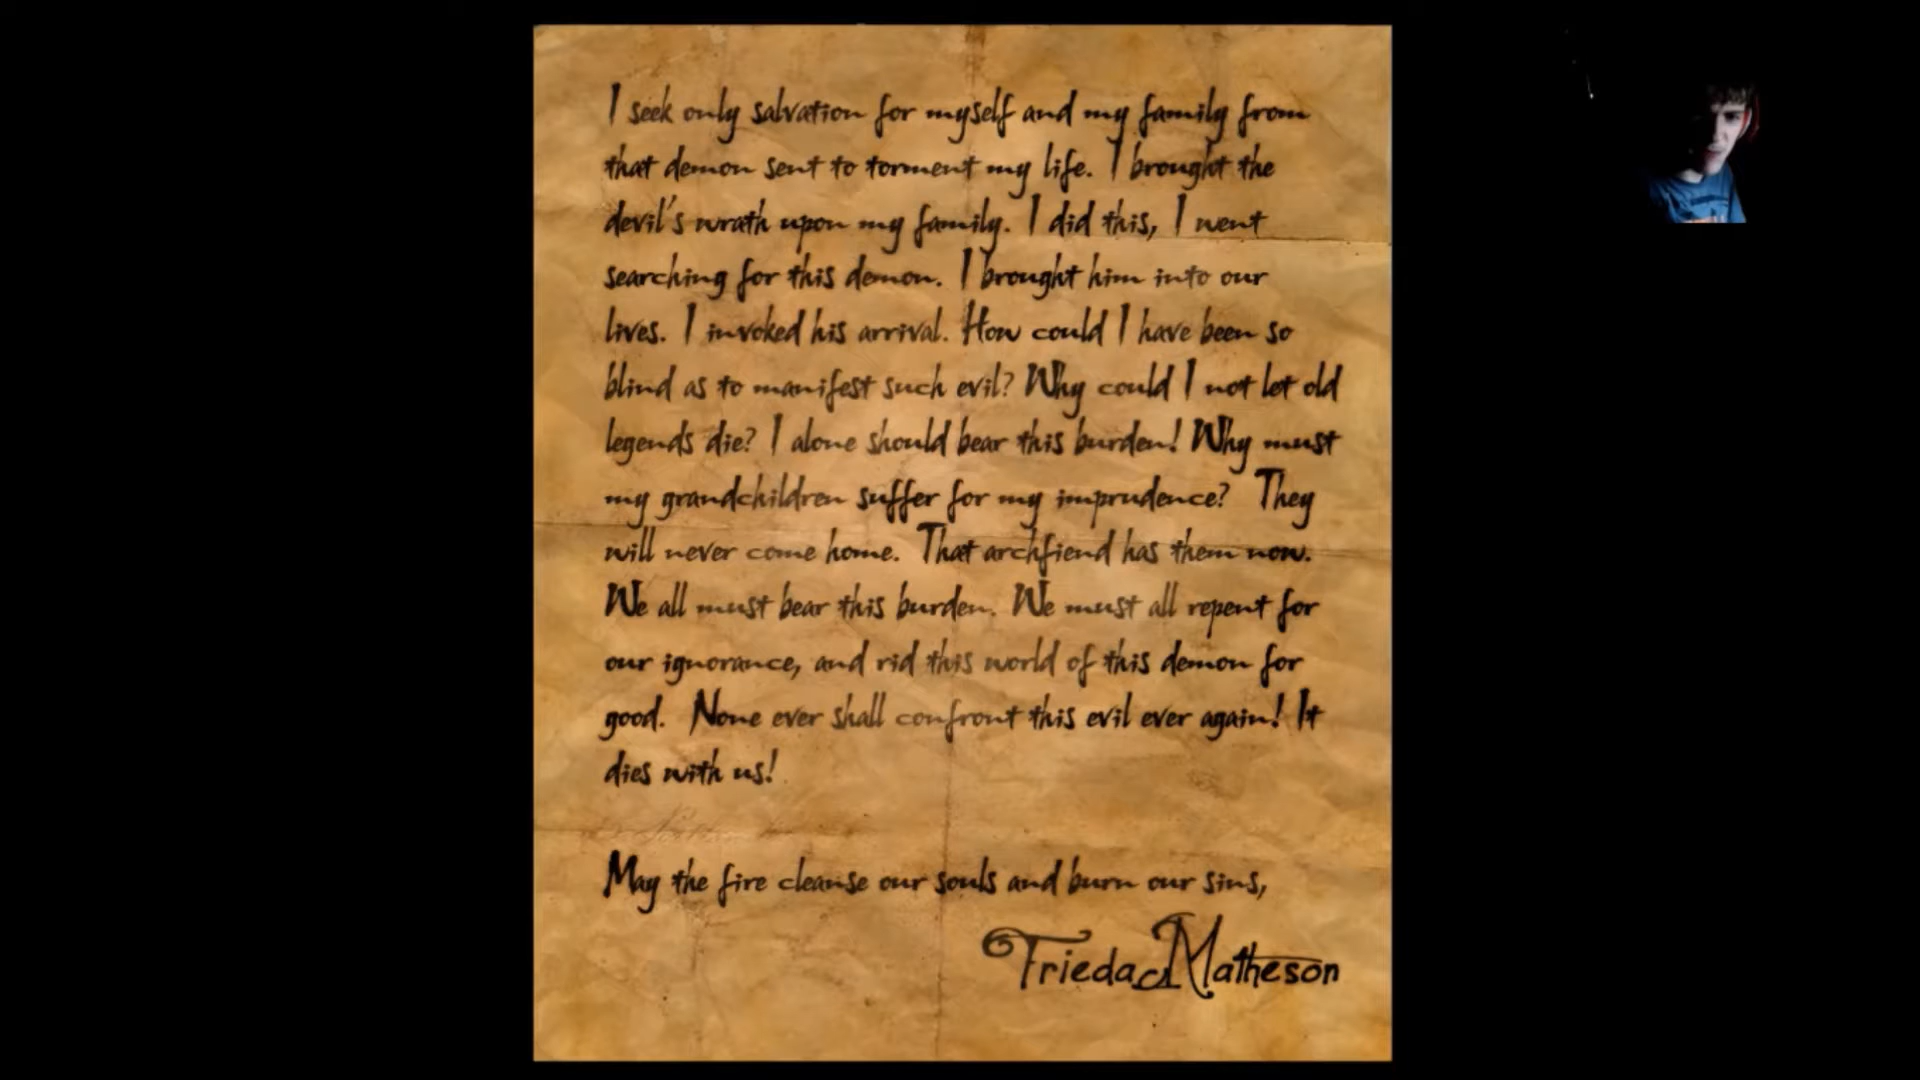 I seek only salvation for myself and my family from
that demon sent to torment my life. I brought the
devil's wrath upon my family. I did this, I went
searching for this demon. I brought him into our
lives. I invoked his arrival. How could I have been so
blind as to manifest such evil? Why could I not let old
legends die? I alone should bear this burden! Why must
my grandchildren suffer for my imprudence? They
will never come home. That archfiend has them now.
We all must bear this burden. We must all repent for
our ignorance, and rid this world of this demon for
good. None ever shall confront this evil ever again! It
dies with us!
May the fire cleanse our souls and burn our sins,
Frieda Matheson